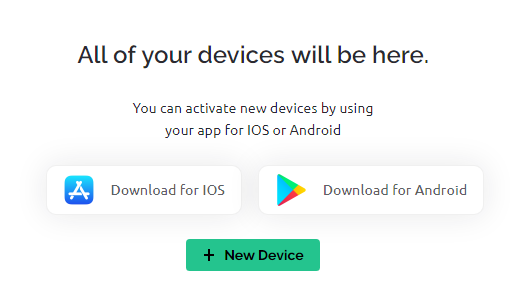 All of your devices will be here.
You can activate new devices by using
your app for IOS or Android
Download for IOS
Download for Android
+ New Device